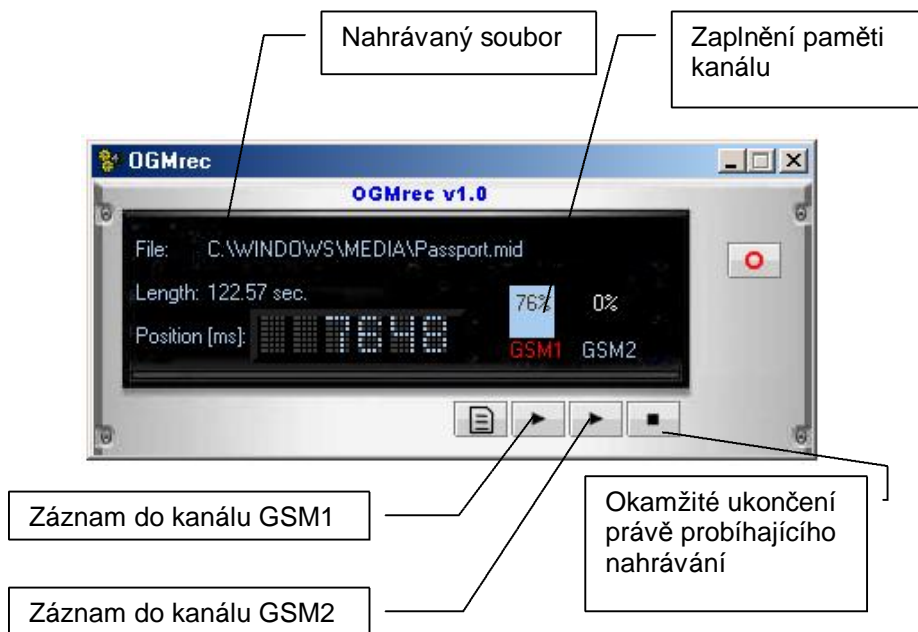 Nahrávaný soubor
Zaplnění paměti
kanálu
OGMrec
OGMrec v1.0
File: C:\WINDOWS\MEDIA\Passport.mid
Length: 122.57 sec.
76% 0%
Position [ms]: 7648
GSM1 GSM2
Záznam do kanálu GSM1
Okamžité ukončení
právě probíhajícího
nahrávání
Záznam do kanálu GSM2